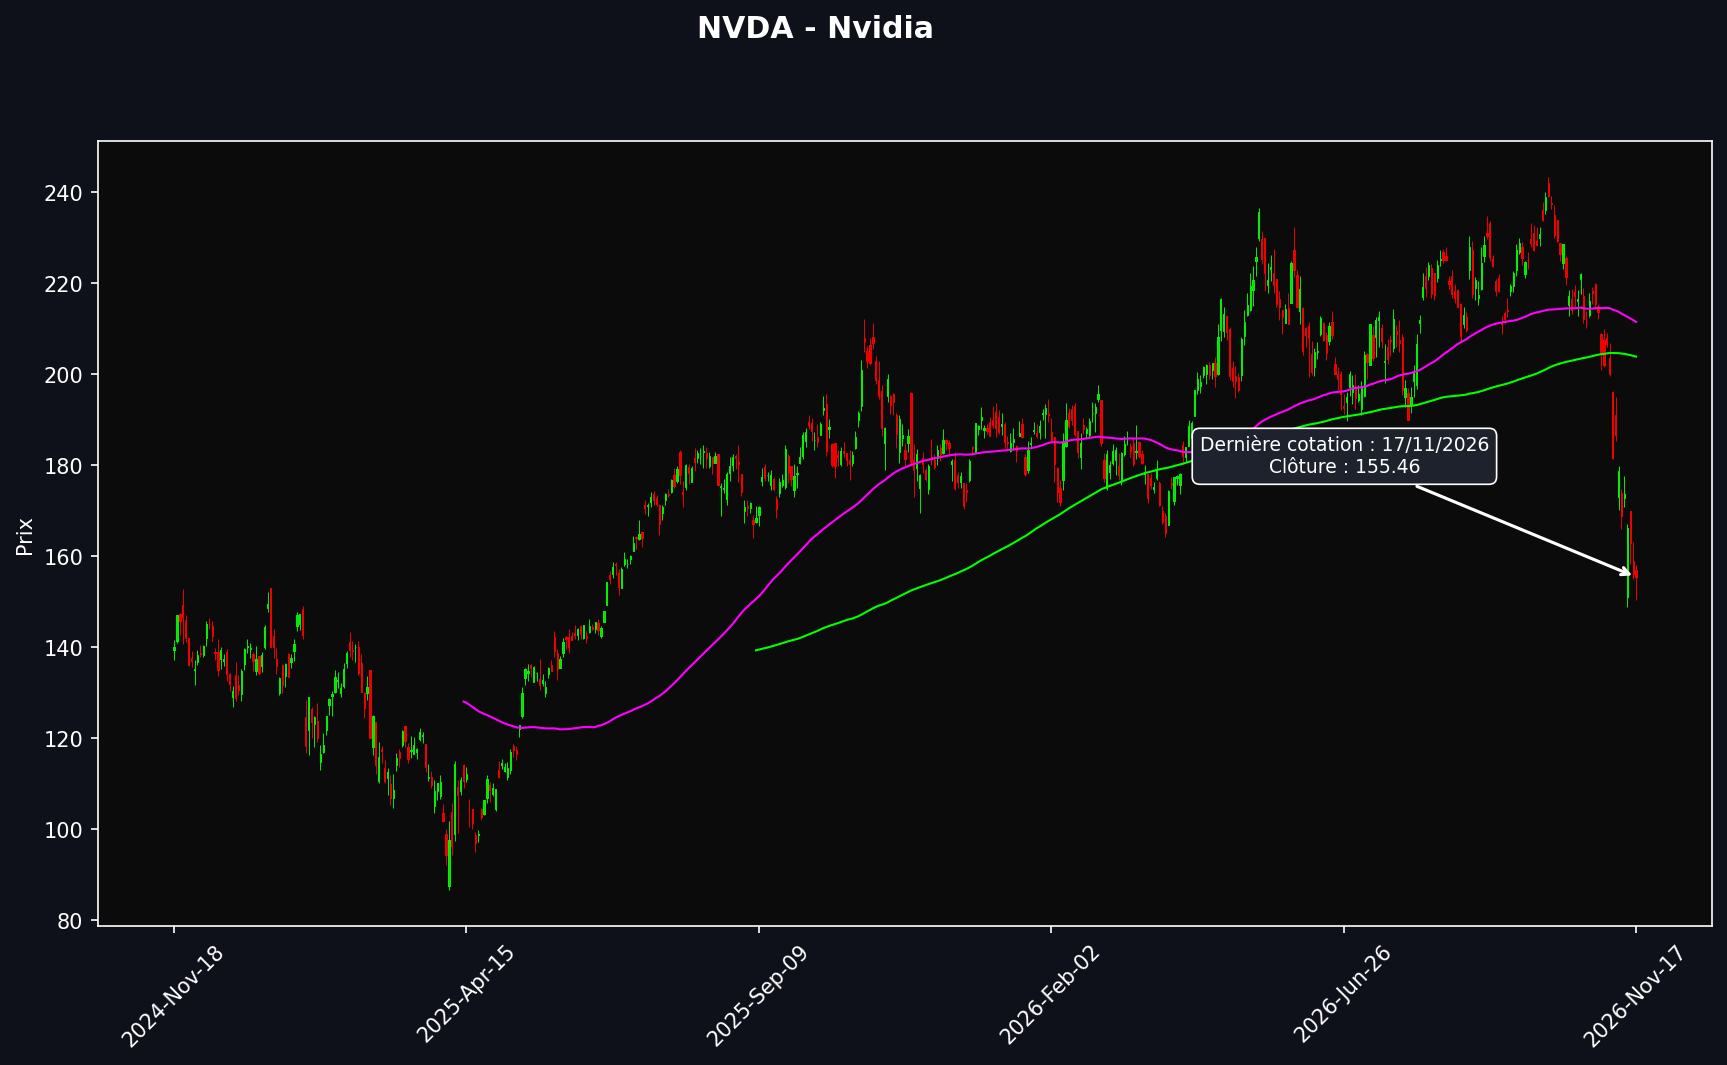 NVDA - Nvidia
Prix
240
220
200
180
160
140
120
100
80
Dernière cotation : 17/11/2026
Clôture : 155.46
2024-Nov-18
2025-Apr-15
2025-Sep-09
2026-Feb-02
2026-Jun-26
2026-Nov-17